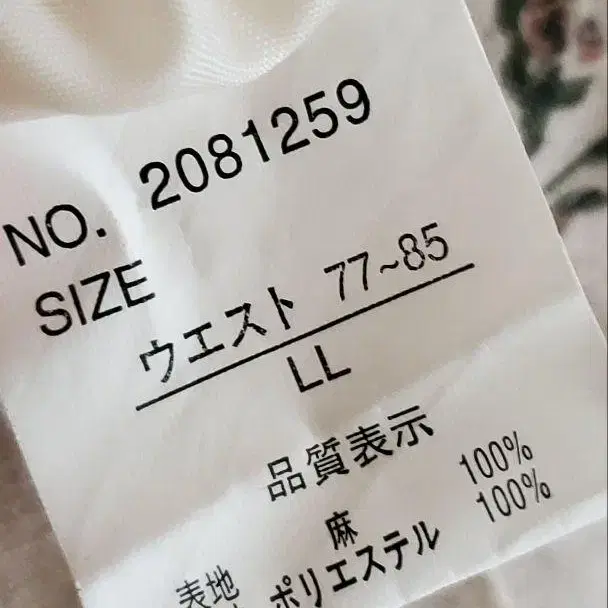 NO. 2081259
SIZE
ウエスト 77~85
LL
品質表示
表地 麻 100%
ポリエステル 100%